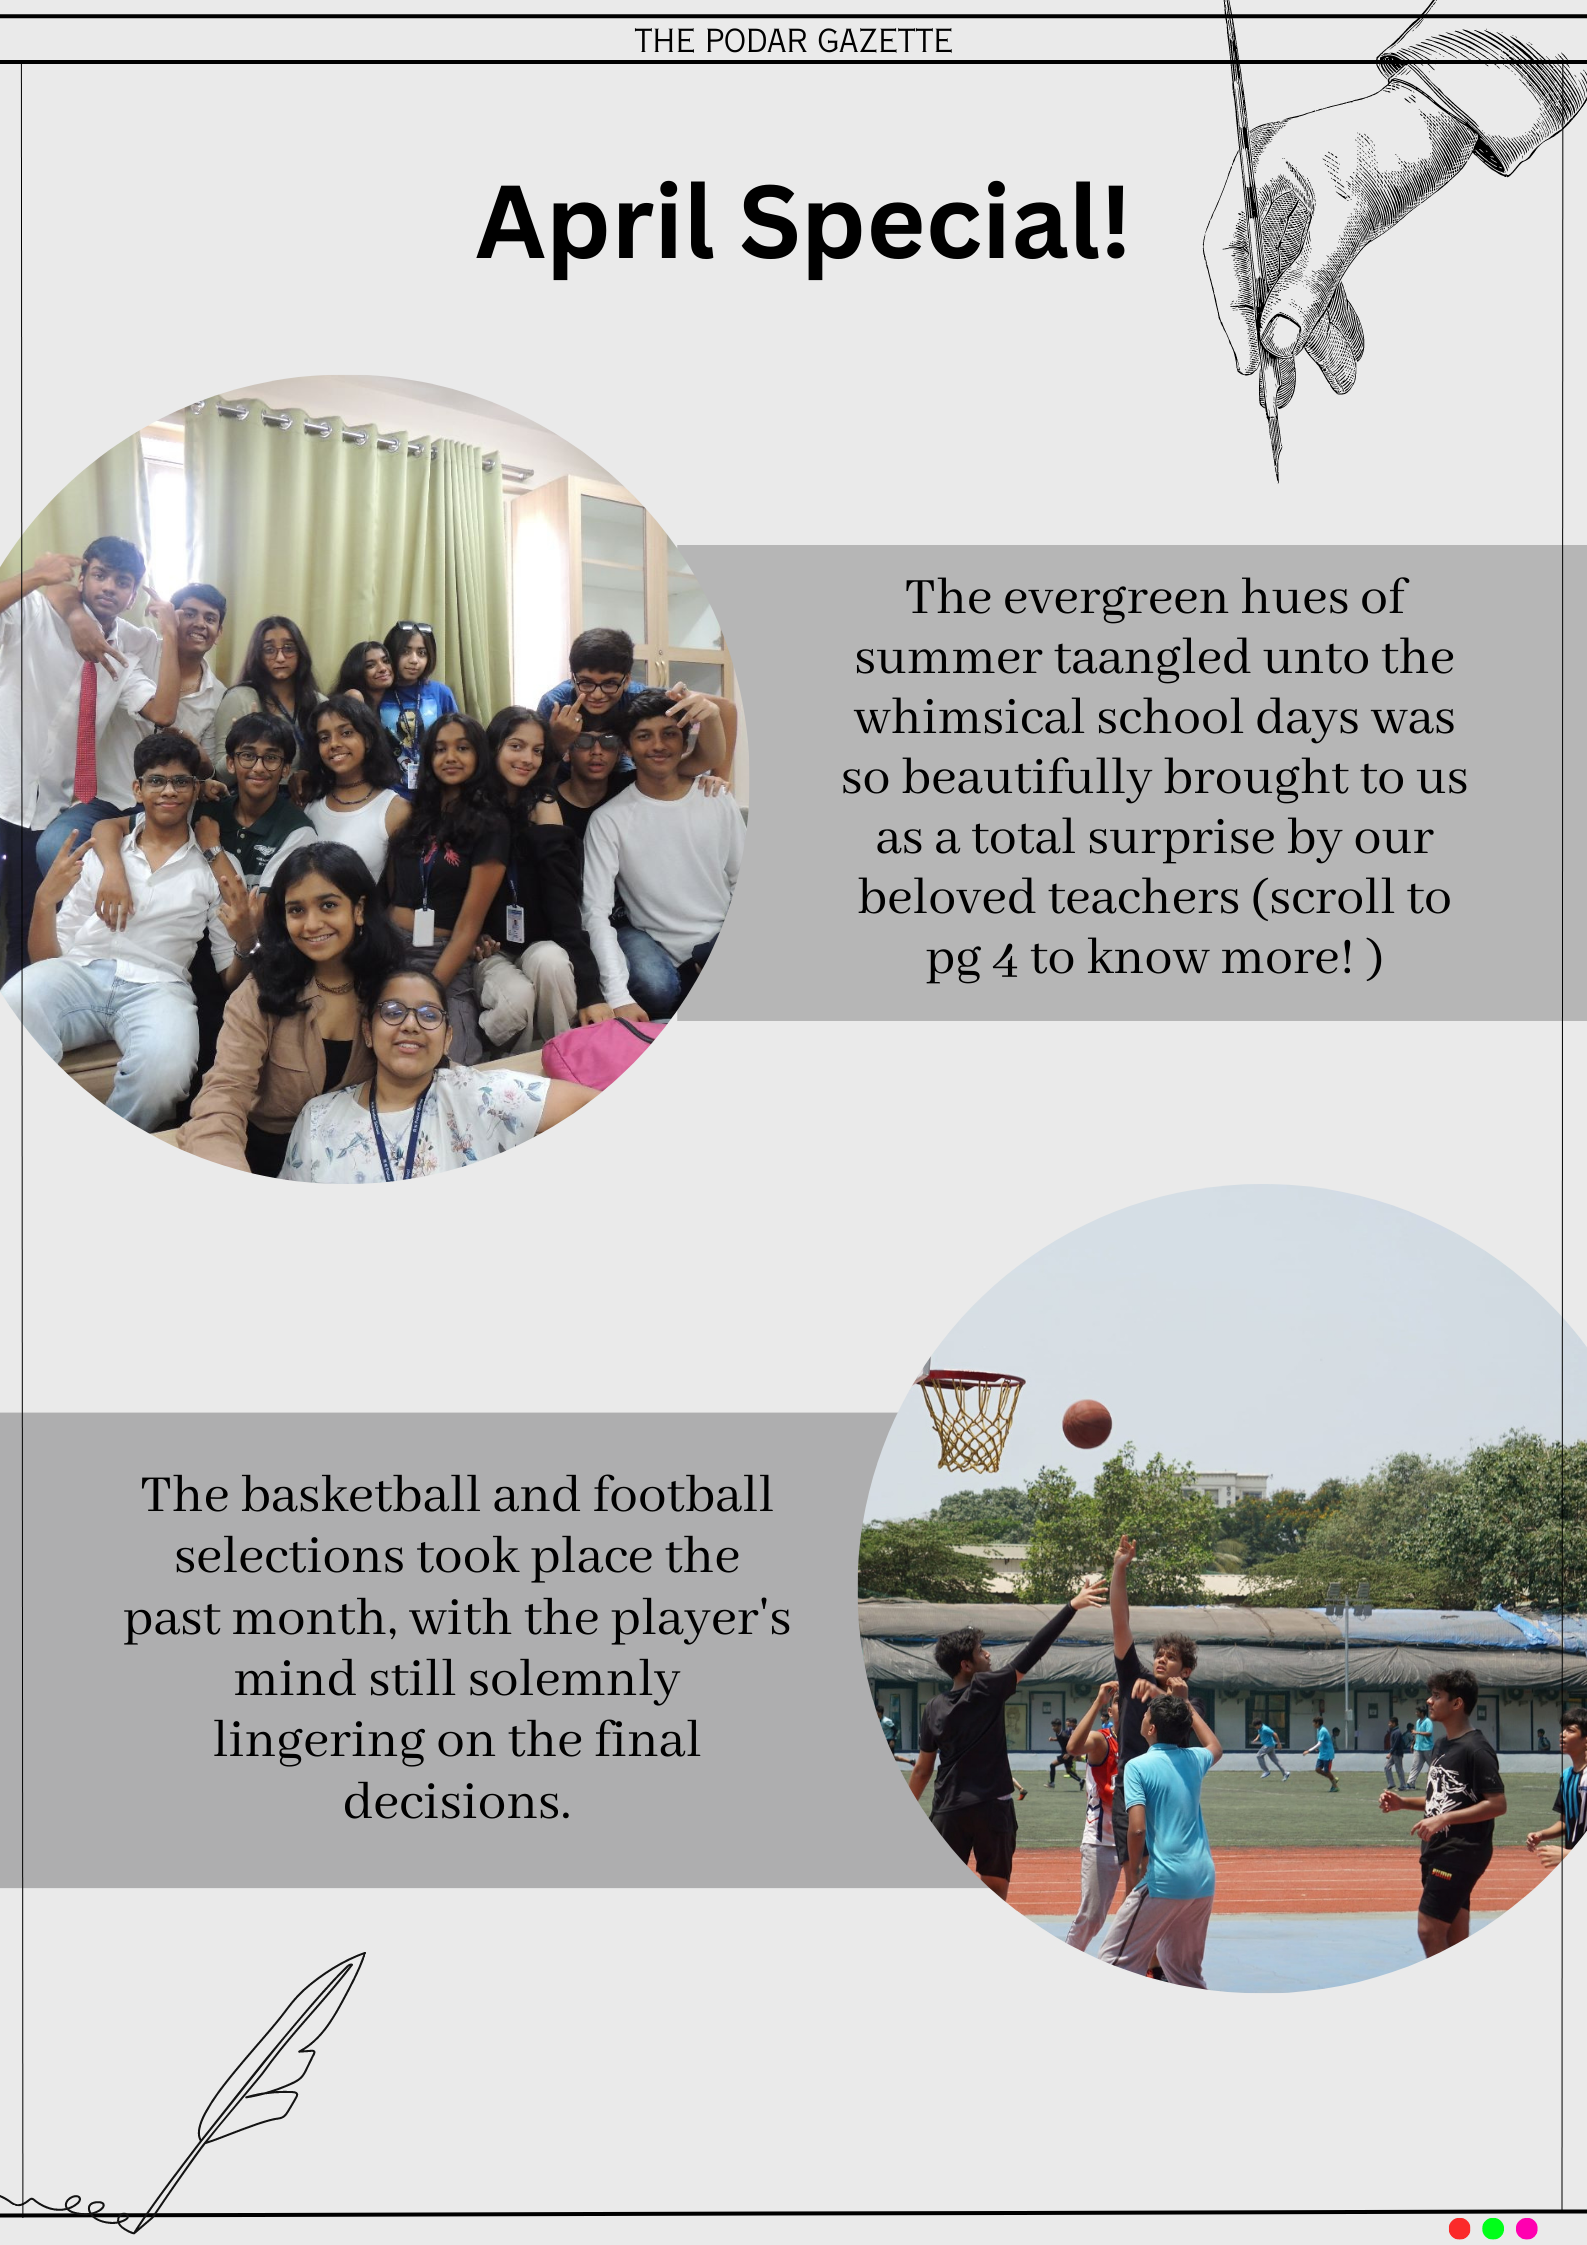 THE PODAR GAZETTE
April Special!
The evergreen hues of
summer taangled unto the
whimsical school days was
so beautifully brought to us
as a total surprise by our
beloved teachers (scroll to
pg 4 to know more! )
The basketball and football
selections took place the
past month, with the player's
mind still solemnly
lingering on the final
decisions.